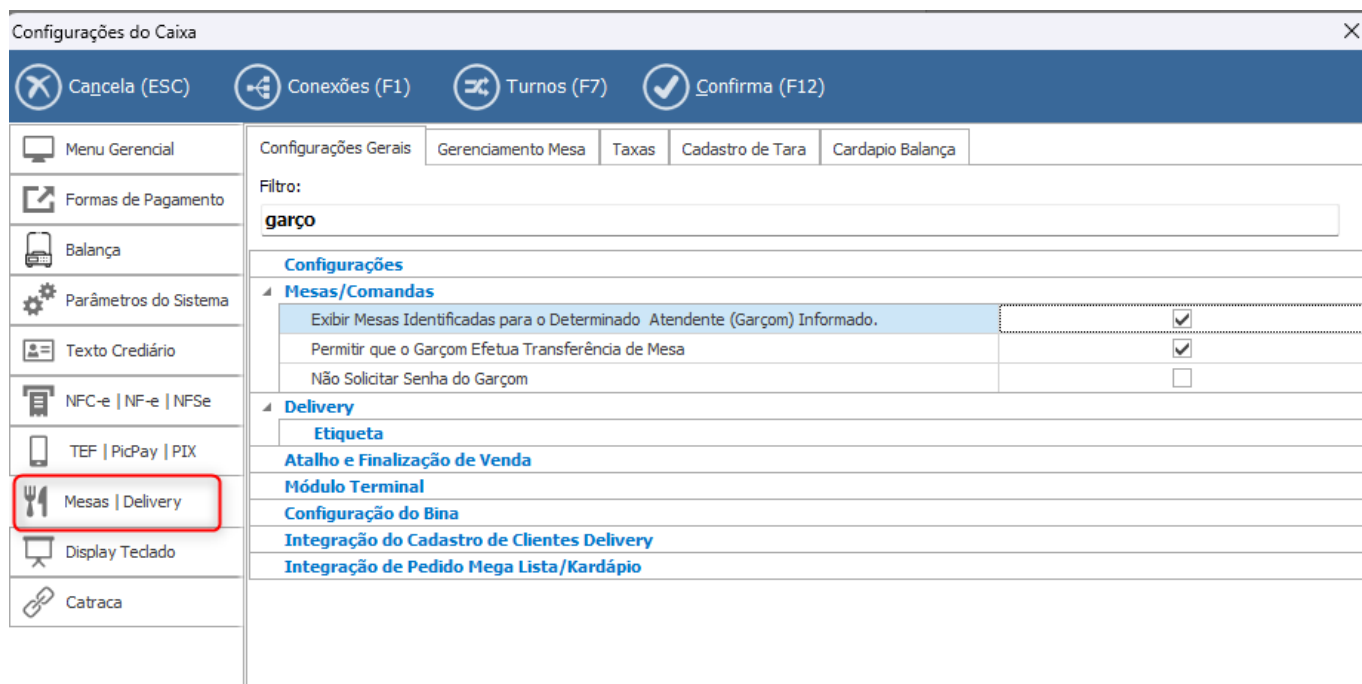 Configurações do Caixa
Cancela (ESC) Conexões (F1) Turnos (F7) Confirma (F12)
Menu Gerencial
Formas de Pagamento
Balança
Parâmetros do Sistema
Texto Crediário
NFC-e | NF-e | NFSe
TEF | PicPay | PIX
Mesas | Delivery
Display Teclado
Catraca
Configurações Gerais Gerenciamento Mesa Taxas Cadastro de Tara Cardapio Balança
Filtro:
garço
Configurações
Mesas/Comandas
Exibir Mesas Identificadas para o Determinado Atendente (Garçom) Informado.
Permitir que o Garçom Efetua Transferência de Mesa
Não Solicitar Senha do Garçom
Delivery
Etiqueta
Atalho e Finalização de Venda
Módulo Terminal
Configuração do Bina
Integração do Cadastro de Clientes Delivery
Integração de Pedido Mega Lista/Kardápio